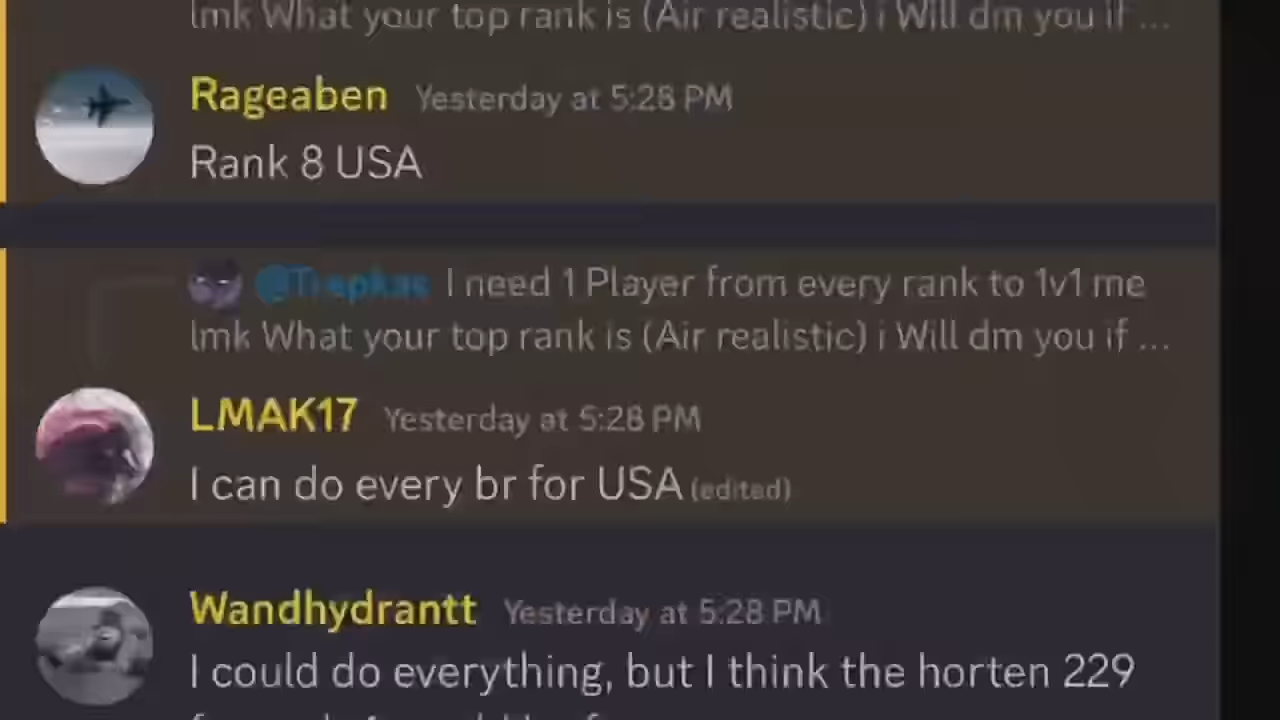 lmk What your top rank is (Air realistic) i Will dm you if ...
Rageaben Yesterday at 5:28 PM
Rank 8 USA
@Trepkas I need 1 Player from every rank to 1v1 me
lmk What your top rank is (Air realistic) i Will dm you if ...
LMAK17 Yesterday at 5:28 PM
I can do every br for USA (edited)
Wandhydrantt Yesterday at 5:28 PM
I could do everything, but I think the horten 229